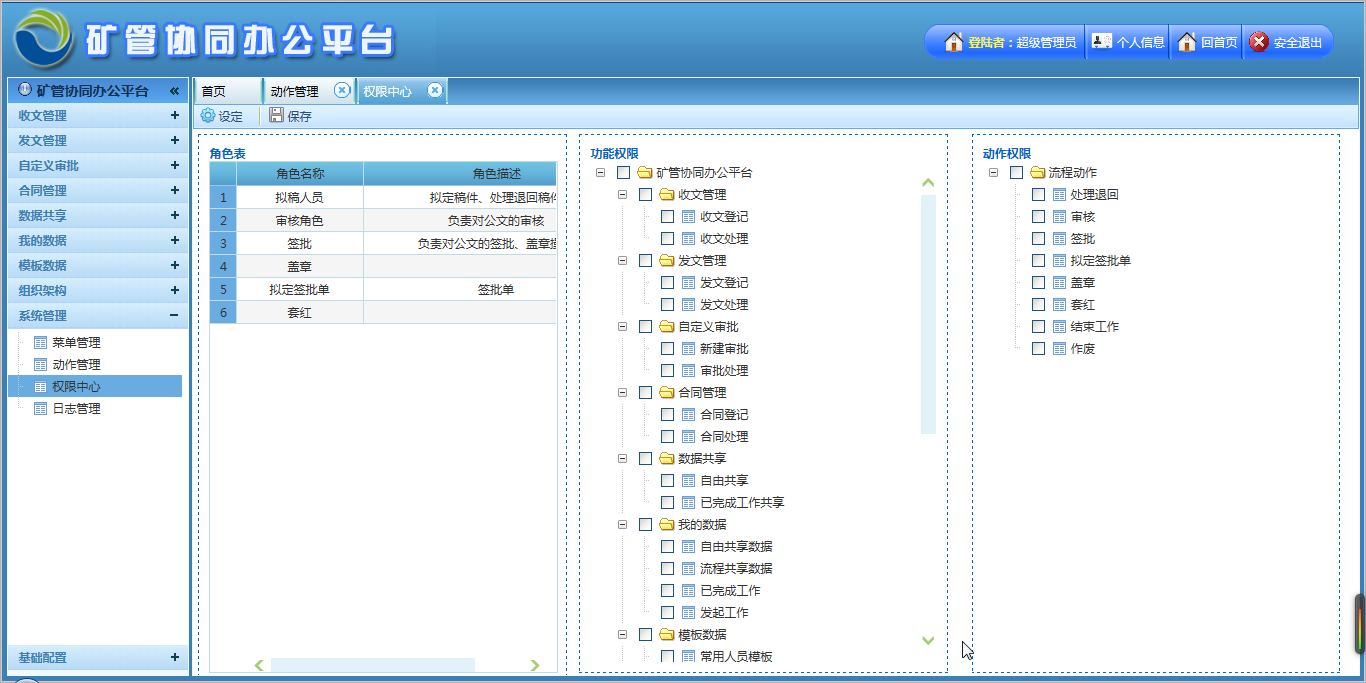 矿管协同办公平台
登陆者：超级管理员 个人信息 回首页 安全退出
矿管协同办公平台 «
收文管理
发文管理
自定义审批
合同管理
数据共享
我的数据
模板数据
组织架构
系统管理
菜单管理
动作管理
权限中心
日志管理
基础配置
首页 动作管理 权限中心
设定 保存
角色表
角色名称 角色描述
1 拟稿人员 拟定稿件、处理退回稿件
2 审核角色 负责对公文的审核
3 签批 负责对公文的签批、盖章
4 盖章
5 拟定签批单 签批单
6 套红
功能权限
矿管协同办公平台
收文管理
收文登记
收文处理
发文管理
发文登记
发文处理
自定义审批
新建审批
审批处理
合同管理
合同登记
合同处理
数据共享
自由共享
已完成工作共享
我的数据
自由共享数据
流程共享数据
已完成工作
发起工作
模板数据
常用人员模板
动作权限
流程动作
处理退回
审核
签批
拟定签批单
盖章
套红
结束工作
作废